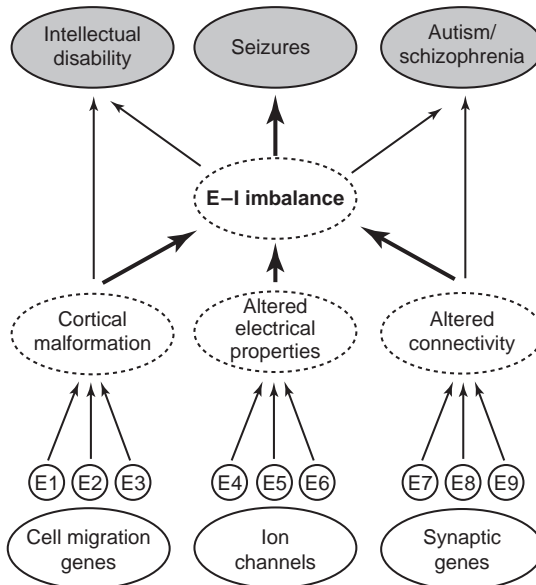 Intellectual
disability
Seizures
Autism/
schizophrenia
E–I imbalance
Cortical
malformation
Altered
electrical
properties
Altered
connectivity
E1 E2 E3 E4 E5 E6 E7 E8 E9
Cell migration
genes
Ion
channels
Synaptic
genes